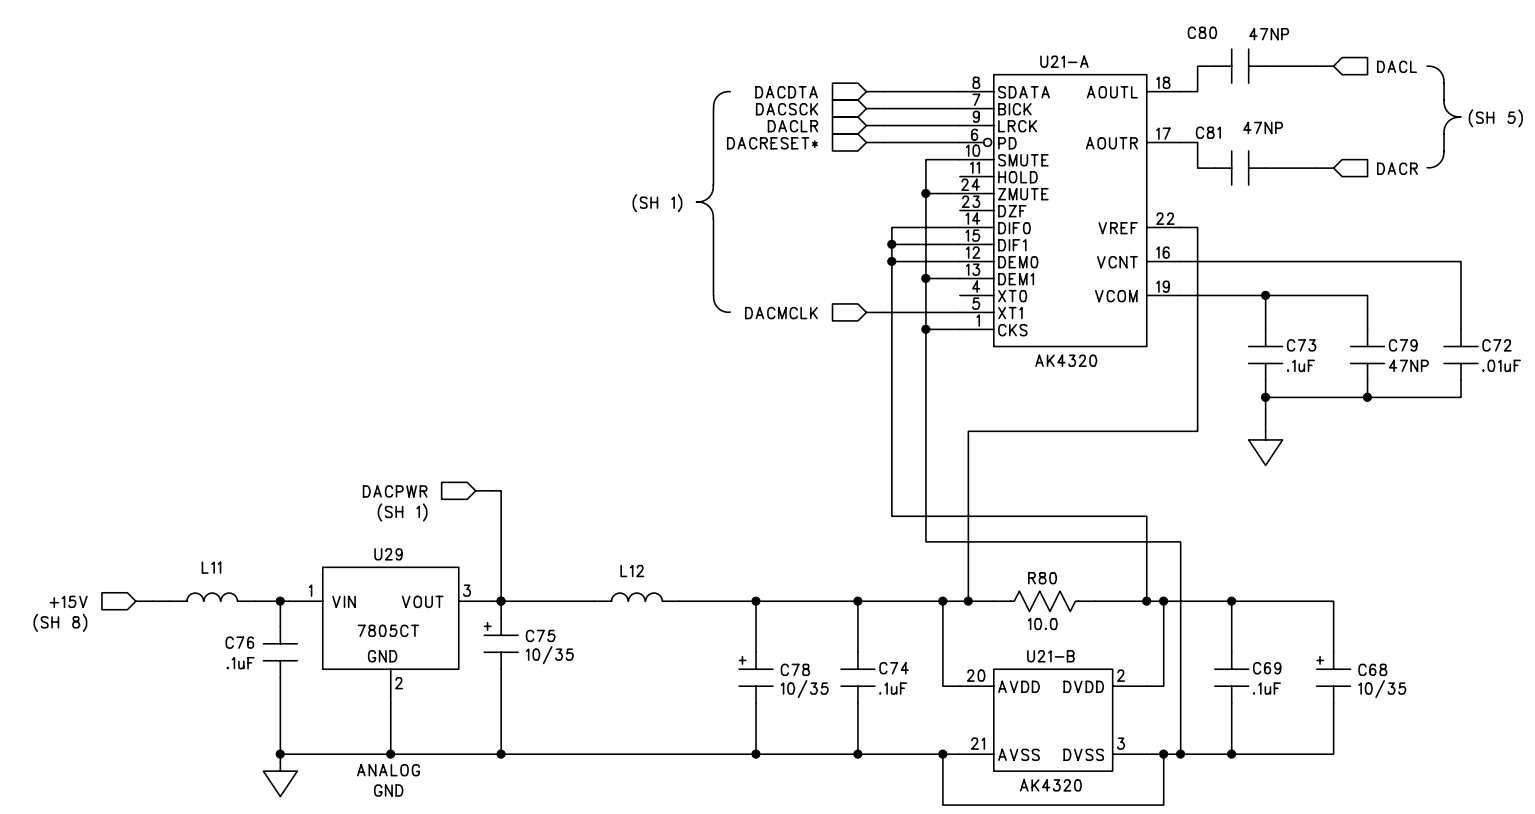 C80 47NP
U21-A
DACL
DACDTA 8 SDATA AOUTL 18
DACSCK 7 BICK
(SH 5)
DACLR 9 LRCK
C81 47NP
DACRESET* 6 PD AOUTR 17
10 SMUTE
DACR
11 HOLD
24 ZMUTE
(SH 1)
23 DZF
14 DIF0 VREF 22
15 DIF1
12 DEM0 VCNT 16
13 DEM1
4 XT0 VCOM 19
DACMCLK 5 XT1
1 CKS
C73 C79 C72
.1uF 47NP .01uF
AK4320
DACPWR
(SH 1)
U29
L11 L12 R80
+15V 1 VIN VOUT 3
(SH 8)
10.0
7805CT
C76
.1uF
GND
2
+ C75
10/35
U21-B
+ C78
10/35
C74
.1uF
20 AVDD DVDD 2
C69
.1uF
+ C68
10/35
21 AVSS DVSS 3
ANALOG
GND
AK4320